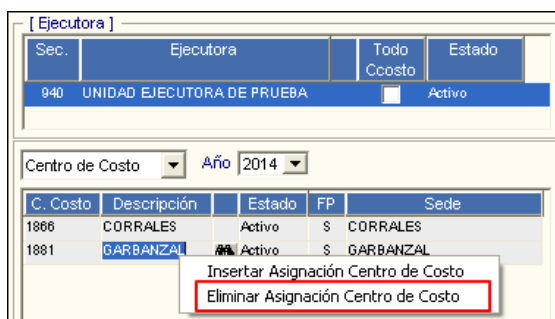 [ Ejecutora ]
Sec. Ejecutora Todo Ccosto Estado
940 UNIDAD EJECUTORA DE PRUEBA Activo
Centro de Costo Año 2014
C. Costo Descripción Estado FP Sede
1866 CORRALES Activo S CORRALES
1881 GARBANZAL Activo S GARBANZAL
Insertar Asignación Centro de Costo
Eliminar Asignación Centro de Costo